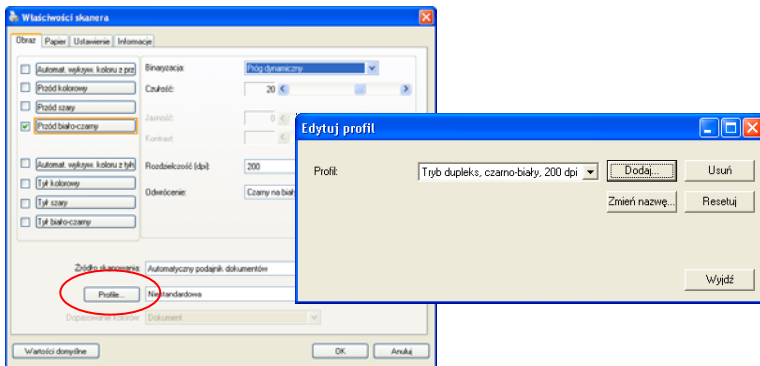 Właściwości skanera
Obraz Papier Ustawienie Informacje
Automat. wykryw. koloru z prz
Binaryzacja: Próg dynamiczny
Przód kolorowy
Czułość: 20
Przód szary
Jasność: 0
Przód biało-czarny
Kontrast:
Automat. wykryw. koloru z tyłu
Rozdzielczość (dpi): 200
Tył kolorowy
Odwrócenie: Czarny na biał
Tył szary
Tył biało-czarny
Źródło skanowania: Automatyczny podajnik dokumentów
Profile... Niestandardowa
Dopasowanie kolorów Dokument
Wartości domyślne OK Anuluj
Edytuj profil
Profil: Tryb dupleks, czarno-biały, 200 dpi Dodaj... Usuń
Zmień nazwę... Resetuj
Wyjdź